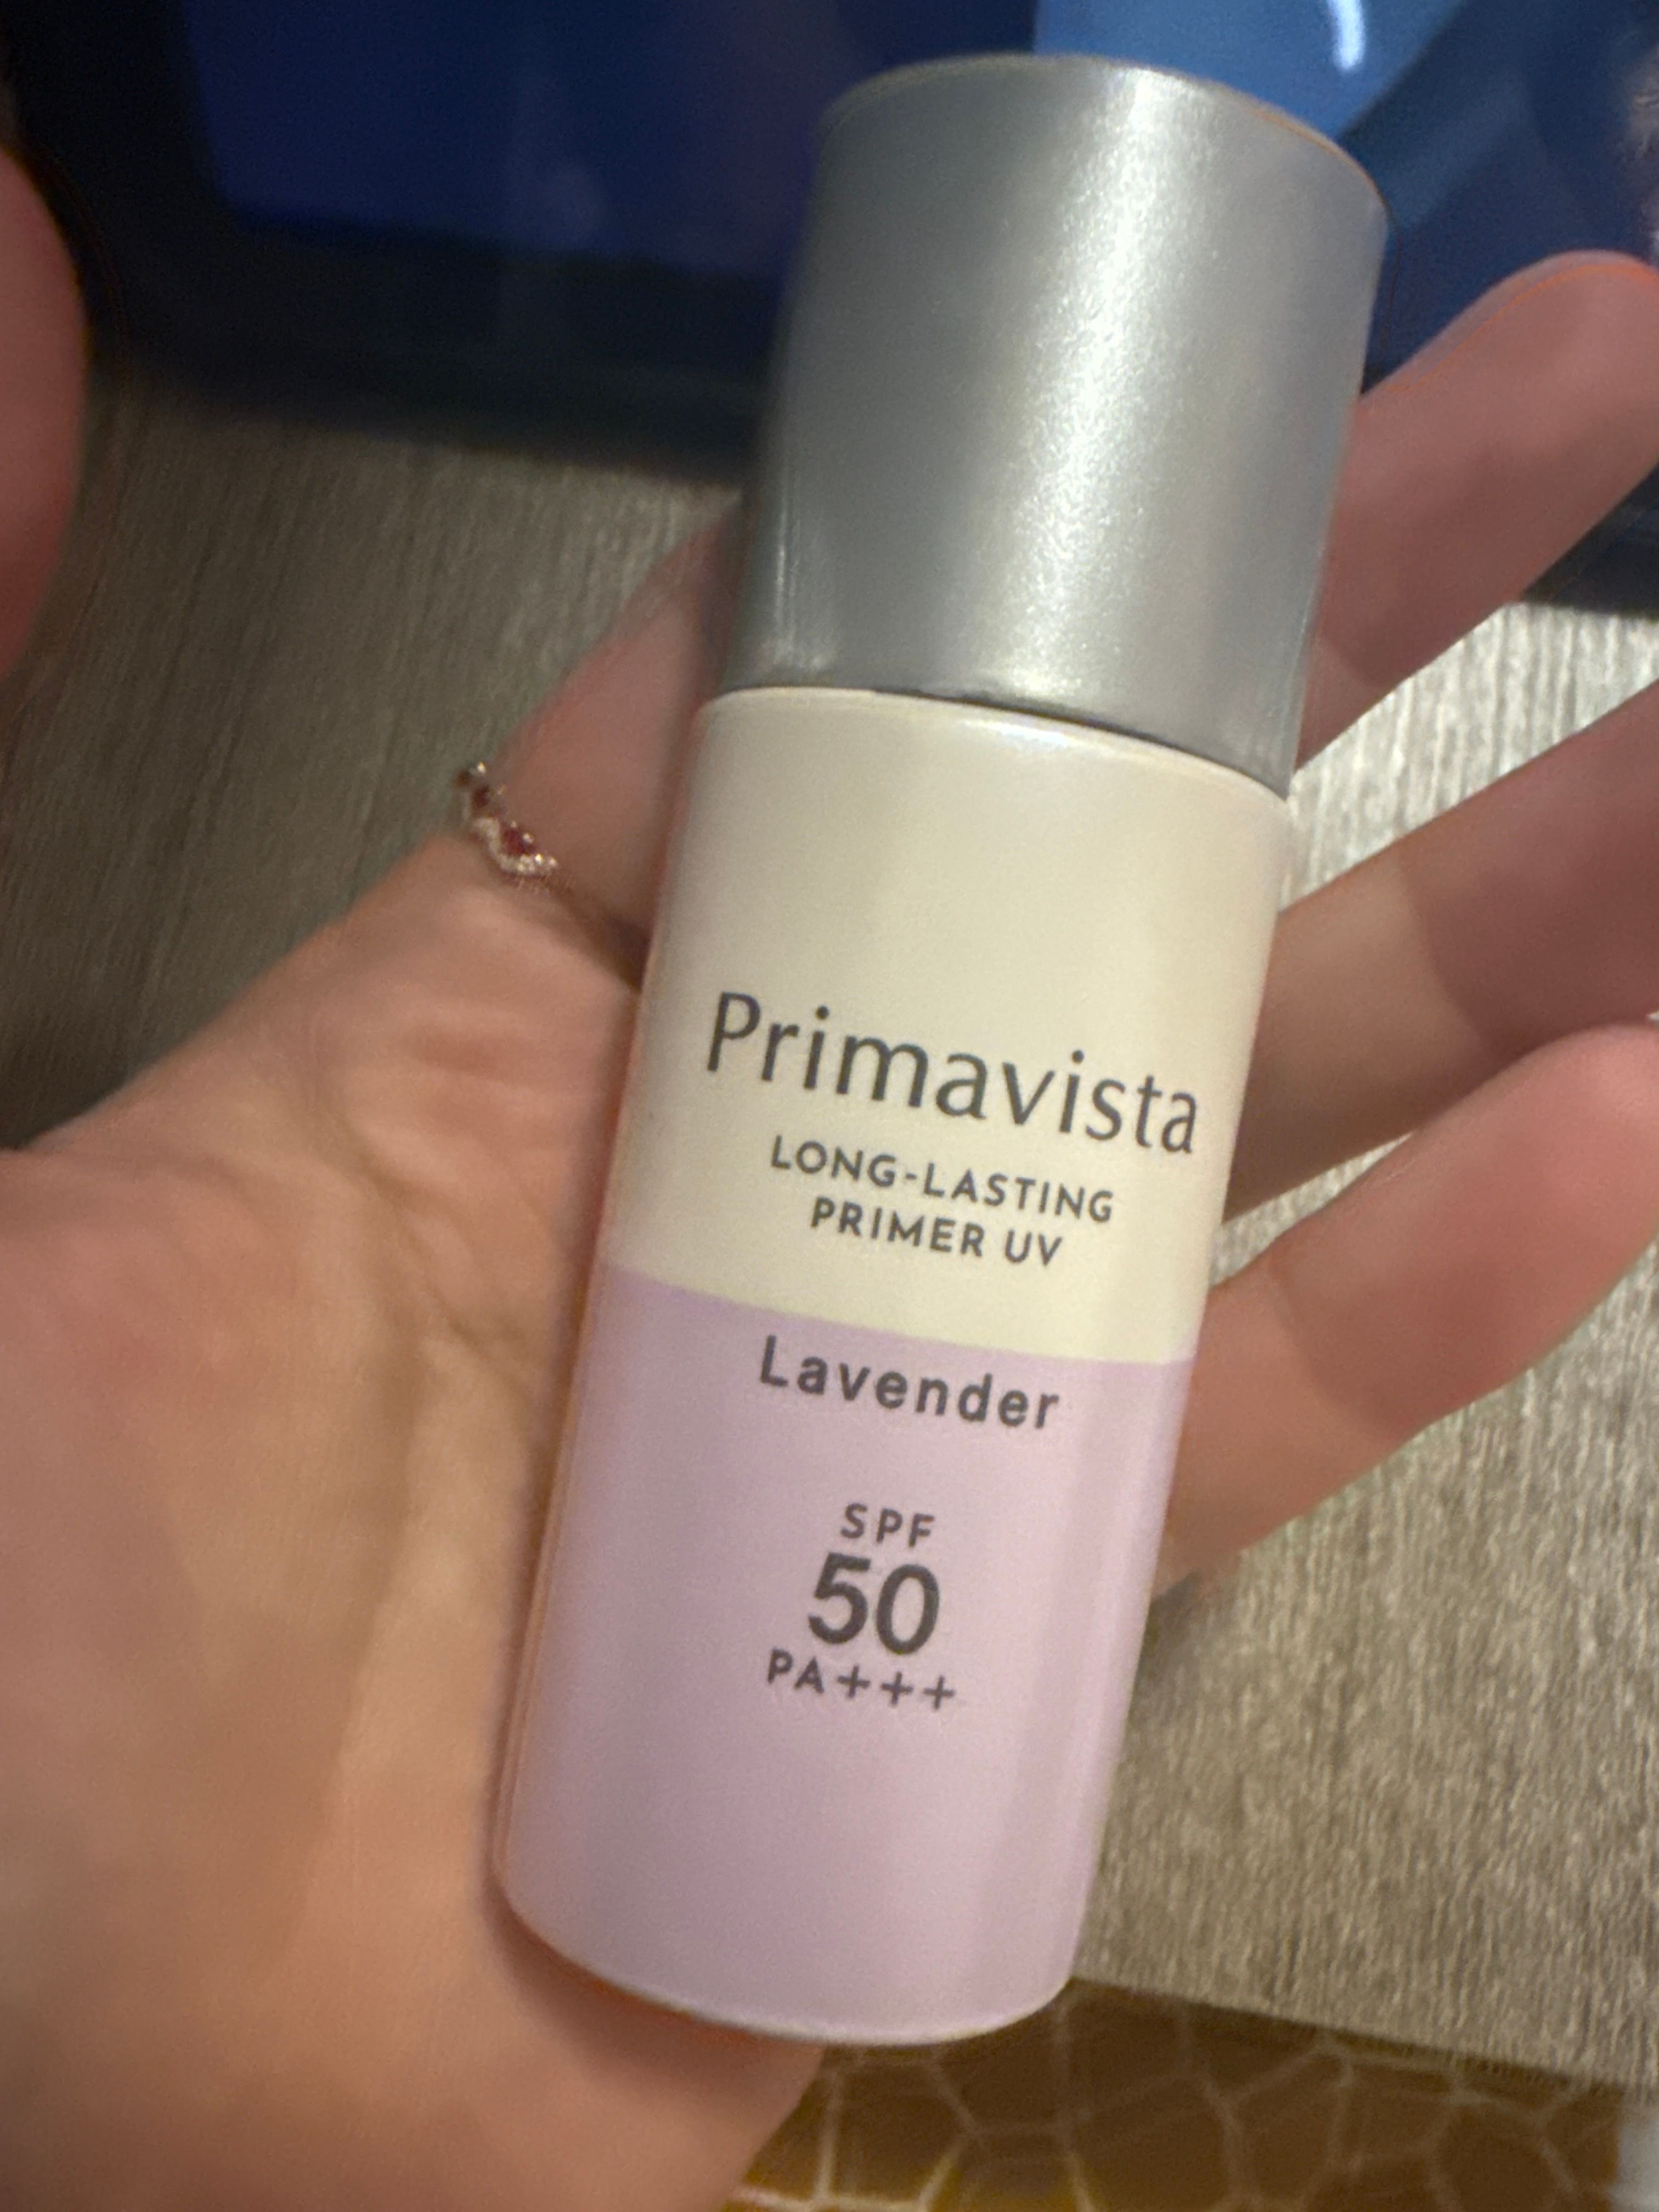 Primavista
LONG-LASTING
PRIMER UV
Lavender
SPF
50
PA+++